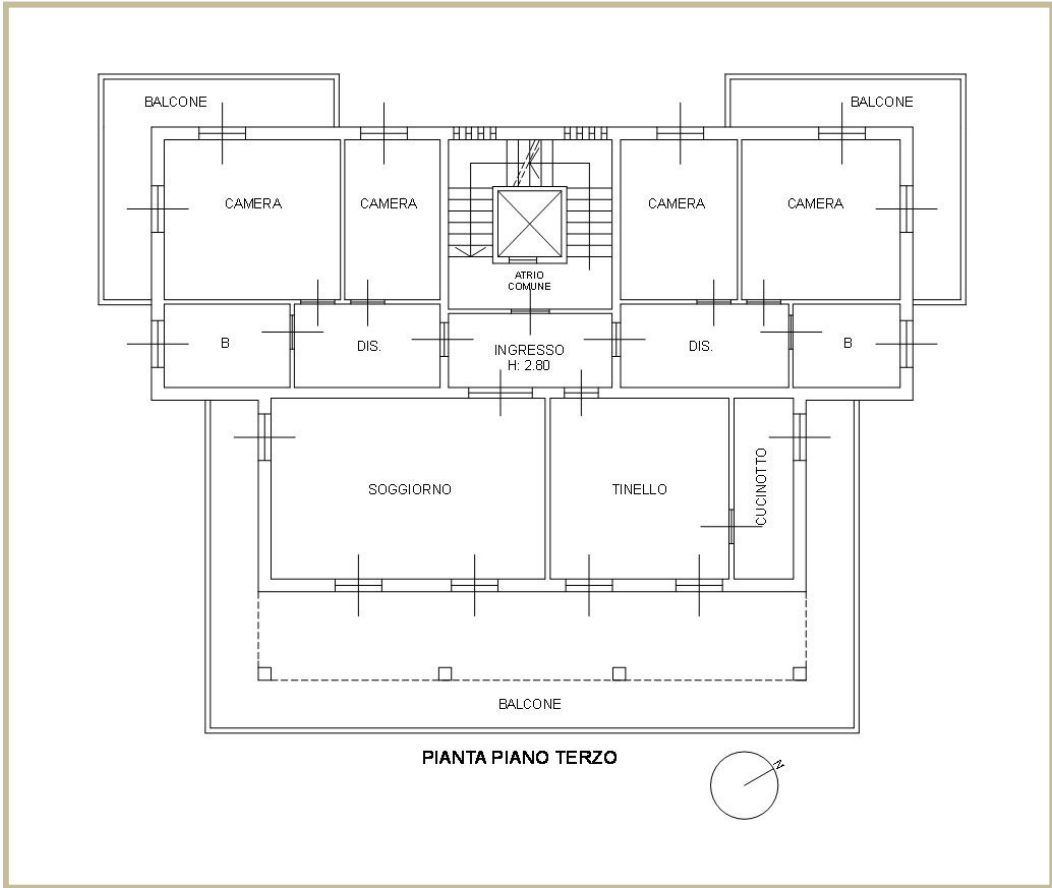 BALCONE
BALCONE
CAMERA
CAMERA
CAMERA
CAMERA
ATRIO
COMUNE
B
DIS.
INGRESSO
H: 2.80
DIS.
B
SOGGIORNO
TINELLO
CUCINOTTO
BALCONE
PIANTA PIANO TERZO
N